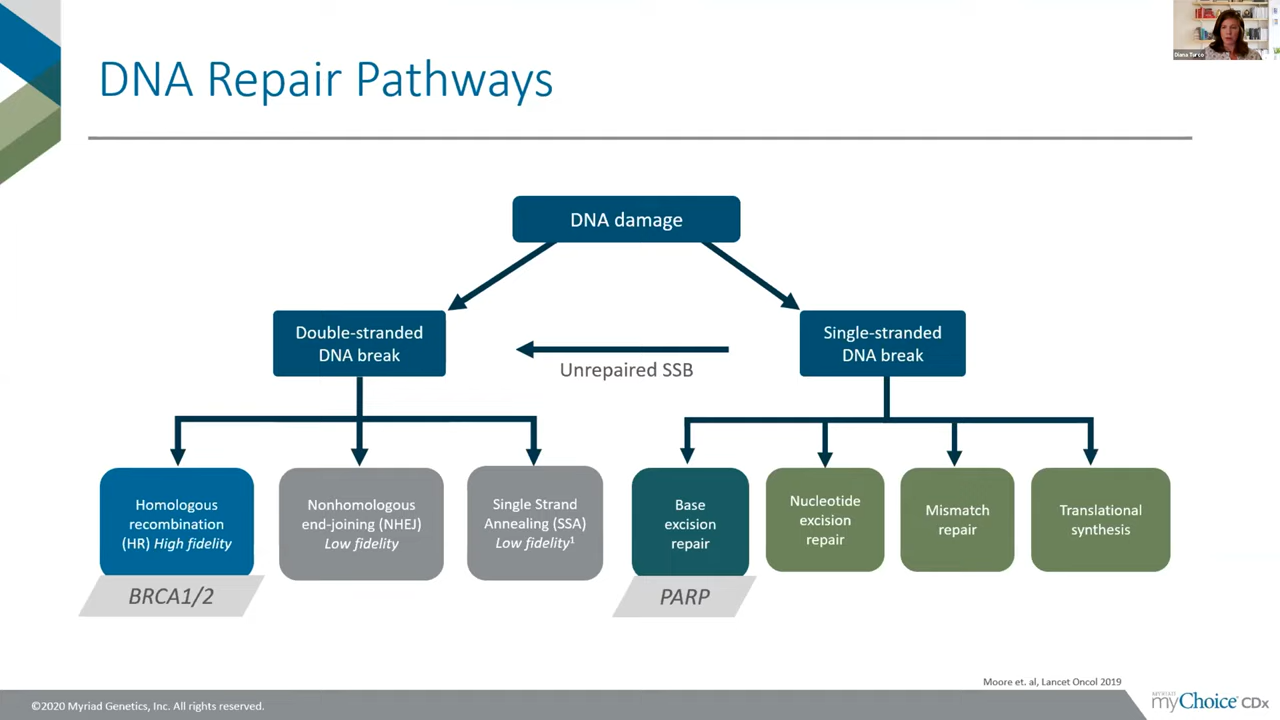 Diana Turco
DNA Repair Pathways
DNA damage
Double-stranded
DNA break
Unrepaired SSB
Single-stranded
DNA break
Homologous
recombination
(HR) High fidelity
BRCA1/2
Nonhomologous
end-joining (NHEJ)
Low fidelity
Single Strand
Annealing (SSA)
Low fidelity¹
Base
excision
repair
PARP
Nucleotide
excision
repair
Mismatch
repair
Translational
synthesis
Moore et. al, Lancet Oncol 2019
©2020 Myriad Genetics, Inc. All rights reserved.
MYRIAD
myChoice CDx